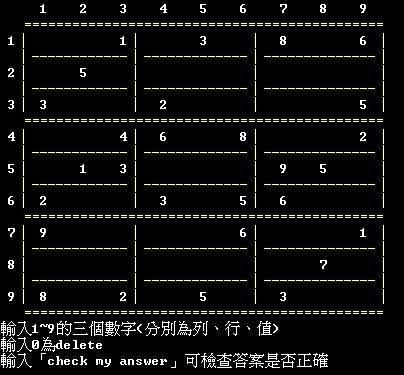 1 2 3 4 5 6 7 8 9
1 1 3 8 6
2 5
3 3 2 5
4 4 6 8 2
5 1 3 9 5
6 2 3 5 6
7 9 6 1
8 7
9 8 2 5 3
輸入1~9的三個數字(分別為列、行、值)
輸入0為delete
輸入「check my answer」可檢查答案是否正確